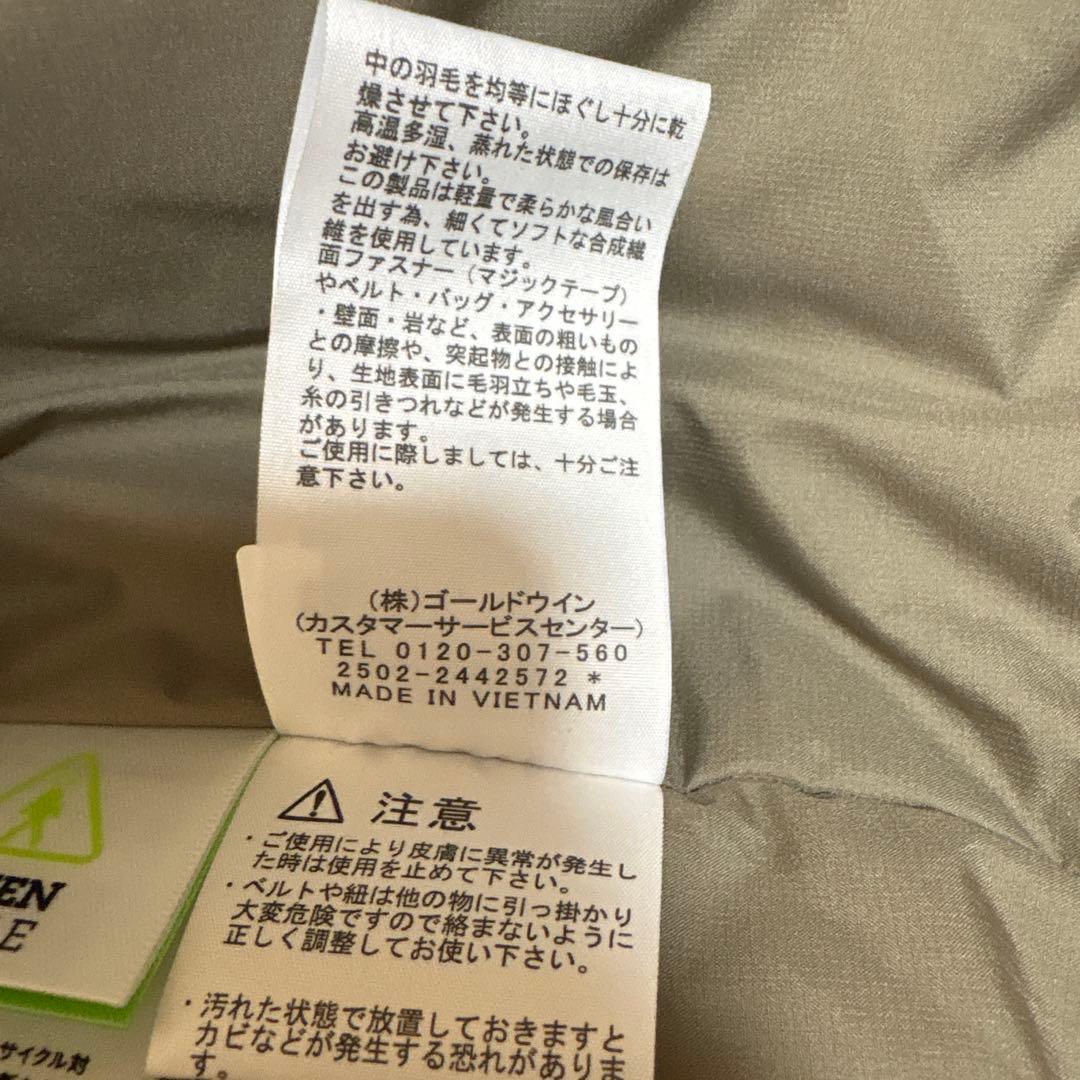 中の羽毛を均等にほぐし十分に乾
燥させて下さい。
高温多湿、蒸れた状態での保存は
お避け下さい。
この製品は軽量で柔らかな風合い
を出す為、細くてソフトな合成繊
維を使用しています。
面ファスナー（マジックテープ）
やベルト・バッグ・アクセサリー
・壁面・岩など、表面の粗いもの
との摩擦や、突起物との接触によ
り、生地表面に毛羽立ちや毛玉、
糸の引きつれなどが発生する場合
があります。
ご使用に際しましては、十分ご注
意下さい。
(株)ゴールドウイン
(カスタマーサービスセンター)
TEL 0120-307-560
2502-2442572 *
MADE IN VIETNAM
注意
・ご使用により皮膚に異常が発生し
た時は使用を止めて下さい。
・ベルトや紐は他の物に引っ掛かり
大変危険ですので絡まないように
正しく調整してお使い下さい。
・汚れた状態で放置しておきますと
カビなどが発生する恐れがありま
す。
EN
E
サイクル対